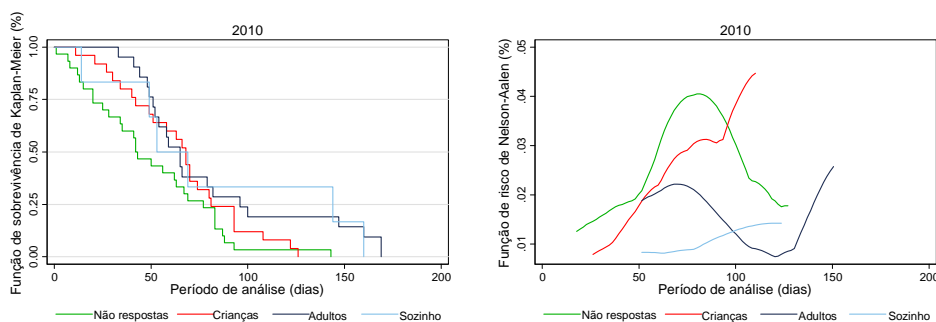 2010
Função de sobrevivência de Kaplan-Meier (%)
1.00
0.75
0.50
0.25
0.00
0 50 100 150 200
Período de análise (dias)
Não respostas Crianças Adultos Sozinho
2010
Função de risco de Nelson-Aalen (%)
.05
.04
.03
.02
.01
0 50 100 150 200
Período de análise (dias)
Não respostas Crianças Adultos Sozinho